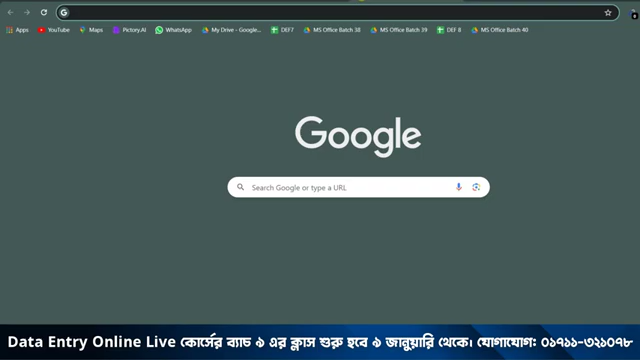 Apps YouTube Maps Pictory.AI WhatsApp My Drive - Google... DEF7 MS Office Batch 38 MS Office Batch 39 DEF 8 MS Office Batch 40
Google
Search Google or type a URL
Data Entry Online Live কোর্সের ব্যাচ ৯ এর ক্লাস শুরু হবে ৯ জানুয়ারি থেকে। যোগাযোগ: ০১৭১১-৩২১০৭৮